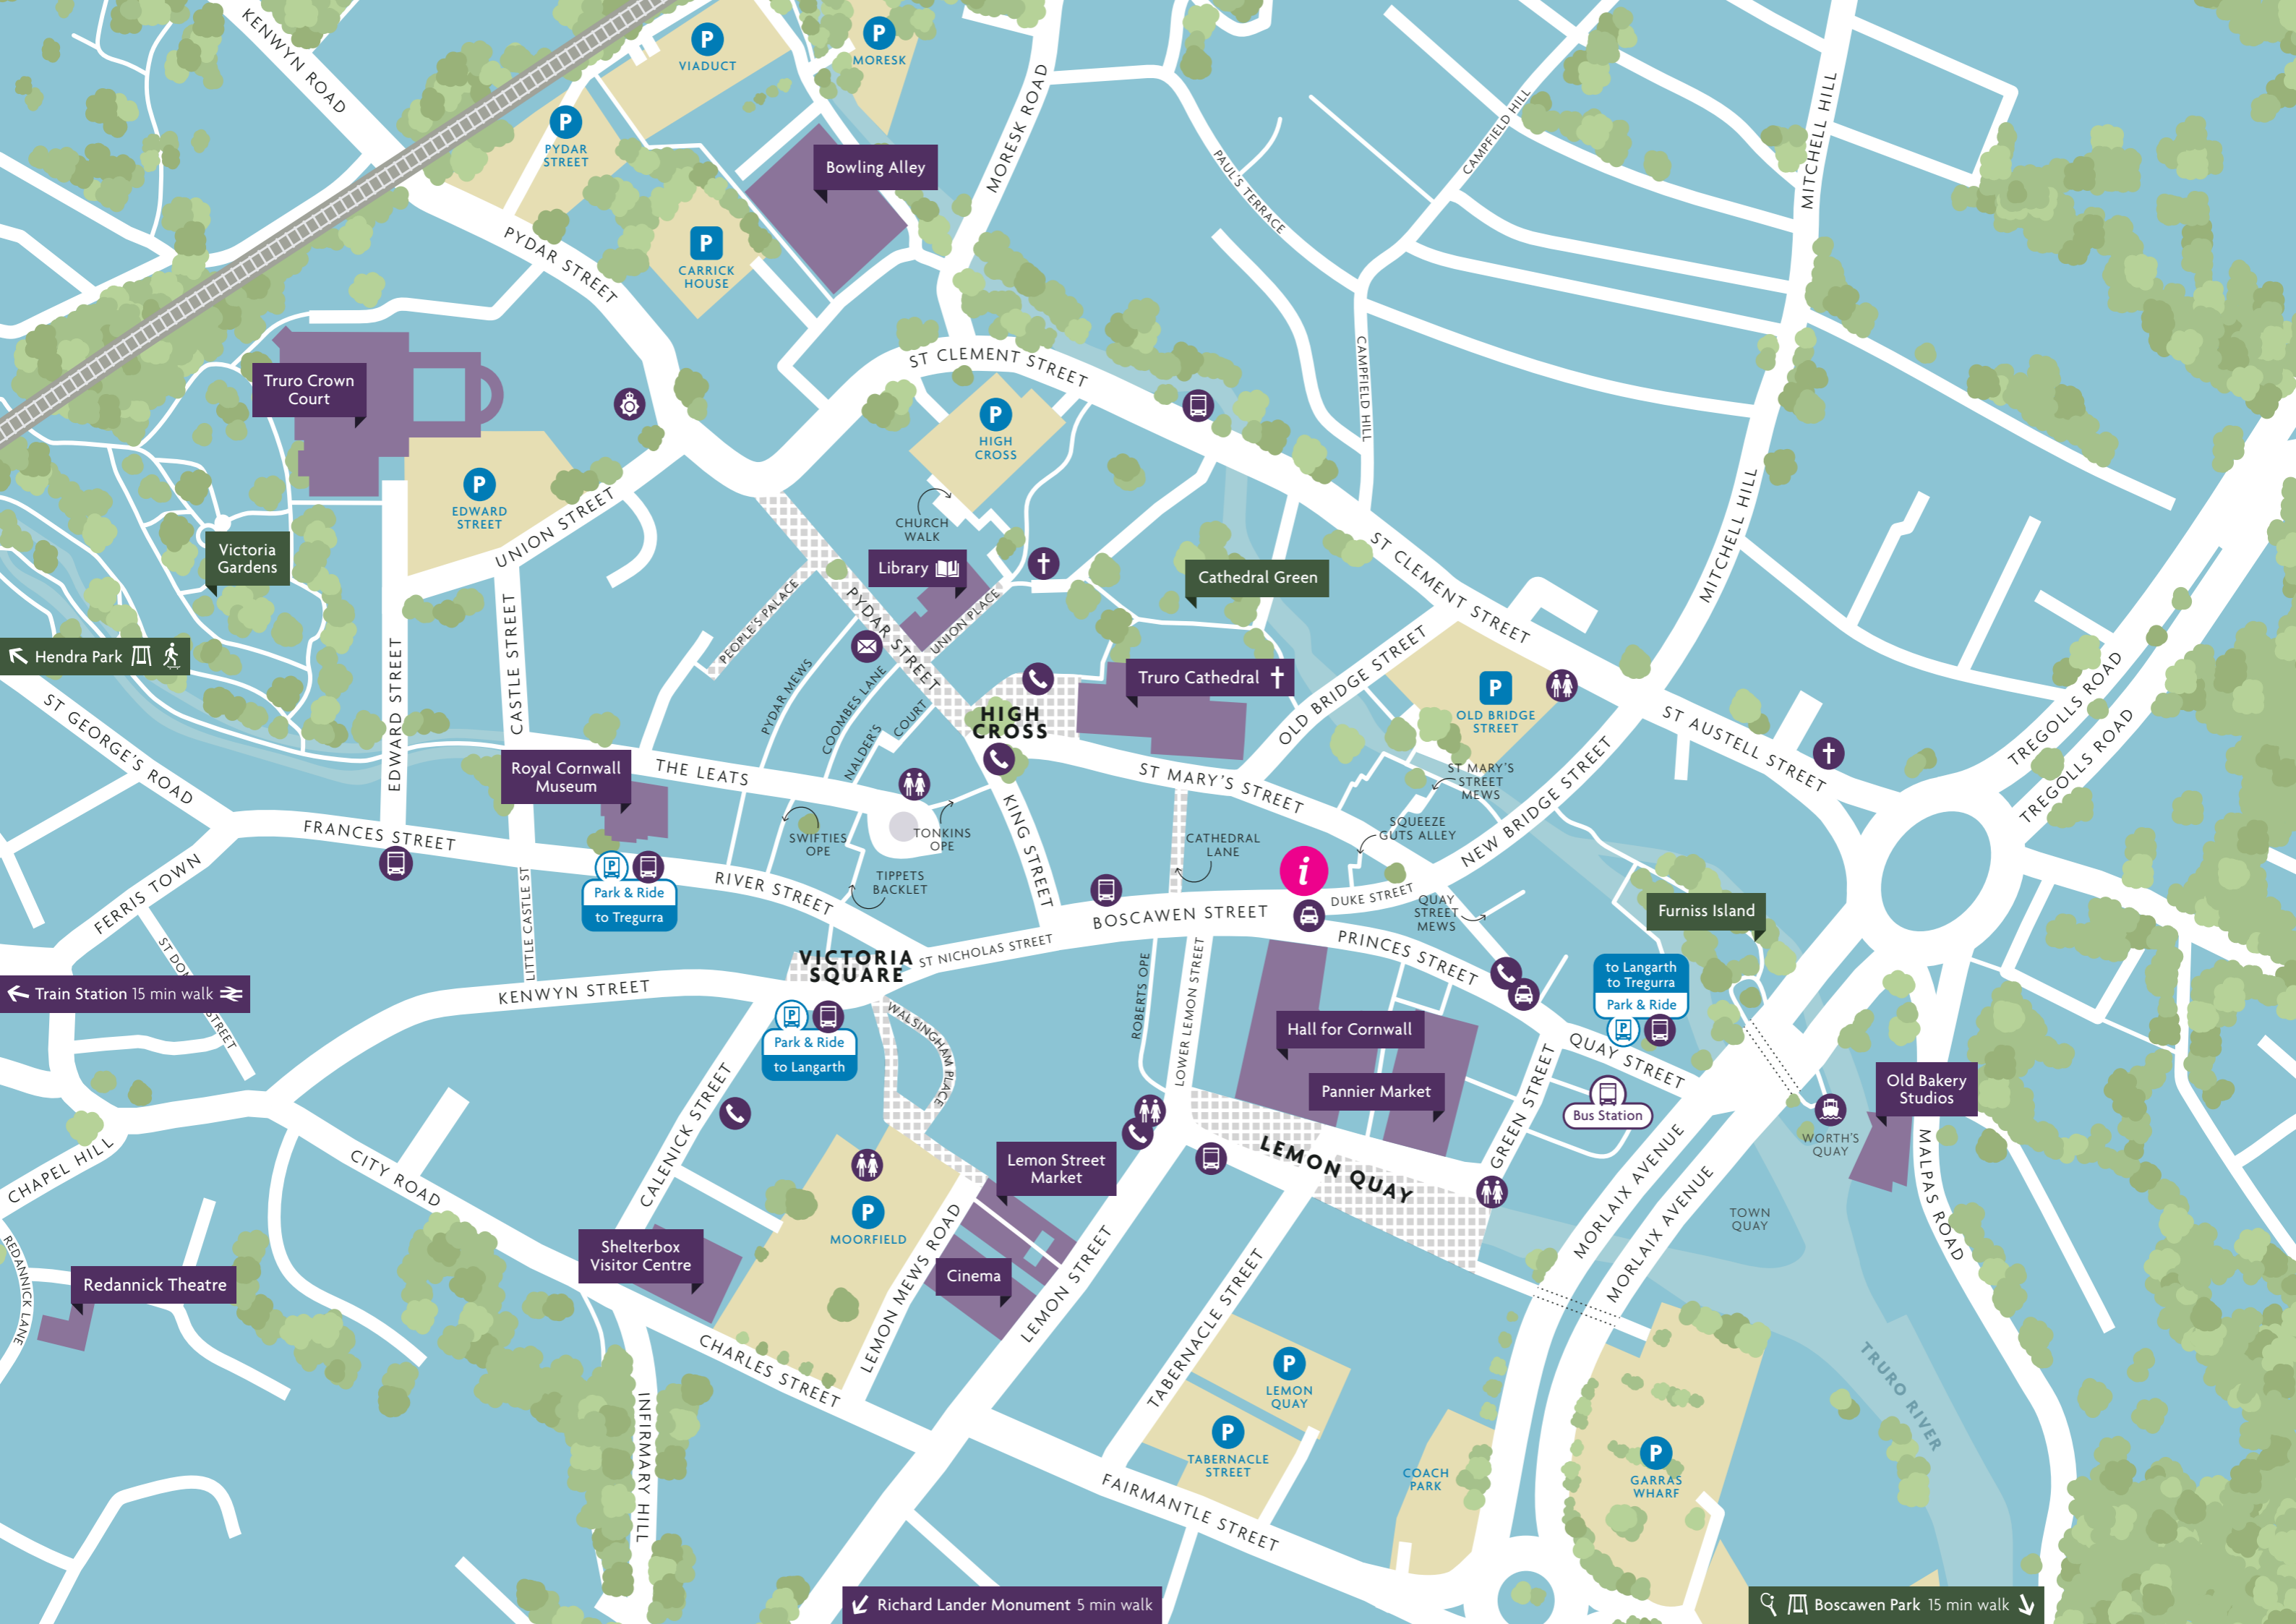 KENWYN ROAD
P
VIADUCT
P
MORESK
P
PYDAR
STREET
Bowling Alley
MORESK ROAD
PAUL'S TERRACE
CAMPFIELD HILL
MITCHELL HILL
PYDAR STREET
P
CARRICK
HOUSE
Truro Crown
Court
ST CLEMENT STREET
P
HIGH
CROSS
CAMPFIELD HILL
P
EDWARD
STREET
UNION STREET
CHURCH
WALK
Victoria
Gardens
Library
ST CLEMENT STREET
MITCHELL HILL
Cathedral Green
PEOPLE'S PALACE
PYDAR STREET
UNION PLACE
Hendra Park
EDWARD STREET
CASTLE STREET
PYDAR MEWS
COOMBES LANE
NALDER'S COURT
HIGH
CROSS
Truro Cathedral
OLD BRIDGE STREET
P
OLD BRIDGE
STREET
ST GEORGE'S ROAD
ST AUSTELL STREET
TREGOLLS ROAD
TREGOLLS ROAD
Royal Cornwall
Museum
THE LEATS
ST MARY'S STREET
ST MARY'S
STREET
MEWS
NEW BRIDGE STREET
FRANCES STREET
SWIFTIES
OPE
TONKINS
OPE
KING STREET
CATHEDRAL
LANE
SQUEEZE
GUTS ALLEY
FERRIS TOWN
P
Park & Ride
to Tregurra
RIVER STREET
TIPPETS
BACKLET
i
BOSCAWEN STREET
DUKE STREET
QUAY
STREET
MEWS
Furniss Island
LITTLE CASTLE ST
ST DOMINIC STREET
VICTORIA
SQUARE
ST NICHOLAS STREET
PRINCES STREET
Train Station 15 min walk
KENWYN STREET
P
Park & Ride
to Langarth
WALSINGHAM PLACE
ROBERTS OPE
LOWER LEMON STREET
Hall for Cornwall
to Langarth
to Tregurra
Park & Ride
P
QUAY STREET
Pannier Market
GREEN STREET
Bus Station
Old Bakery
Studios
WORTH'S
QUAY
CALENICK STREET
CHAPEL HILL
CITY ROAD
Lemon Street
Market
LEMON QUAY
MORLAIX AVENUE
MORLAIX AVENUE
TOWN
QUAY
MALPAS ROAD
P
MOORFIELD
Shelterbox
Visitor Centre
REDANNICK LANE
Redannick Theatre
Cinema
LEMON MEWS ROAD
LEMON STREET
TABERNACLE STREET
CHARLES STREET
P
LEMON
QUAY
P
TABERNACLE
STREET
COACH
PARK
P
GARRAS
WHARF
TRURO RIVER
INFIRMARY HILL
FAIRMANTLE STREET
Richard Lander Monument 5 min walk
Boscawen Park 15 min walk